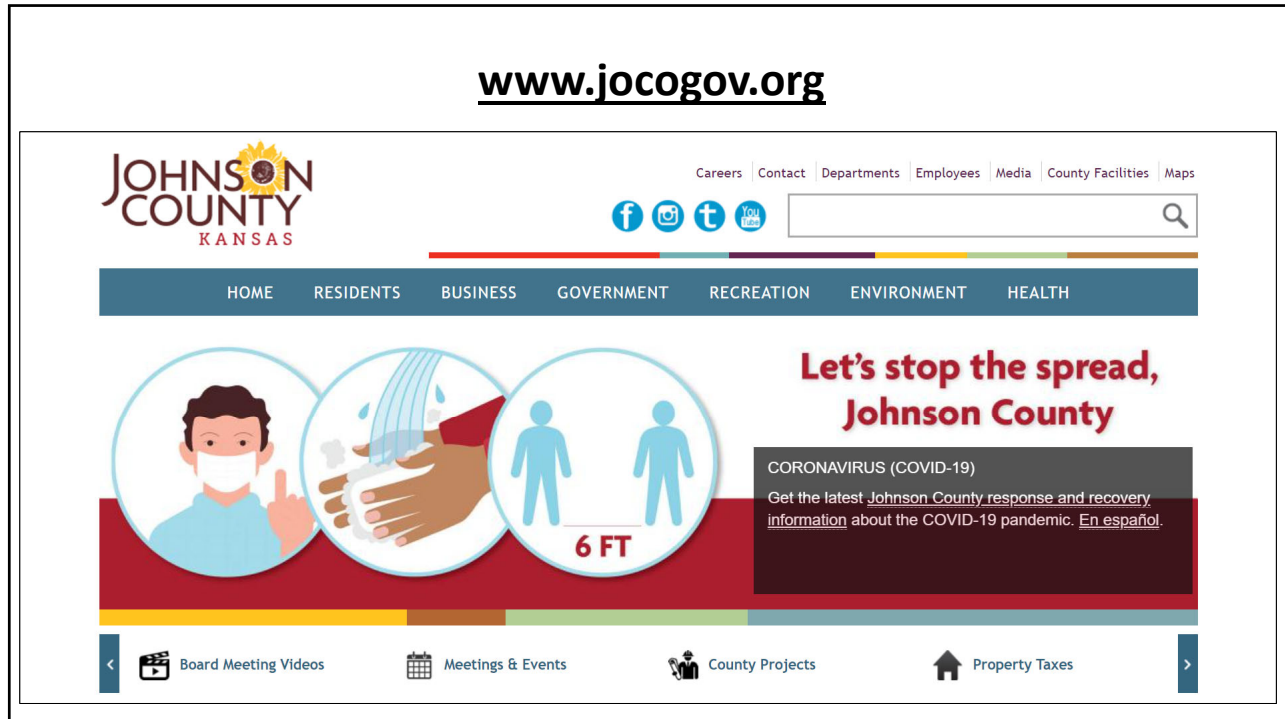 www.jocogov.org
JOHNSON
COUNTY
KANSAS
Careers Contact Departments Employees Media County Facilities Maps
f t You
Tube
HOME RESIDENTS BUSINESS GOVERNMENT RECREATION ENVIRONMENT HEALTH
Let's stop the spread,
Johnson County
CORONAVIRUS (COVID-19)
Get the latest Johnson County response and recovery
information about the COVID-19 pandemic. En español.
6 FT
Board Meeting Videos Meetings & Events County Projects Property Taxes